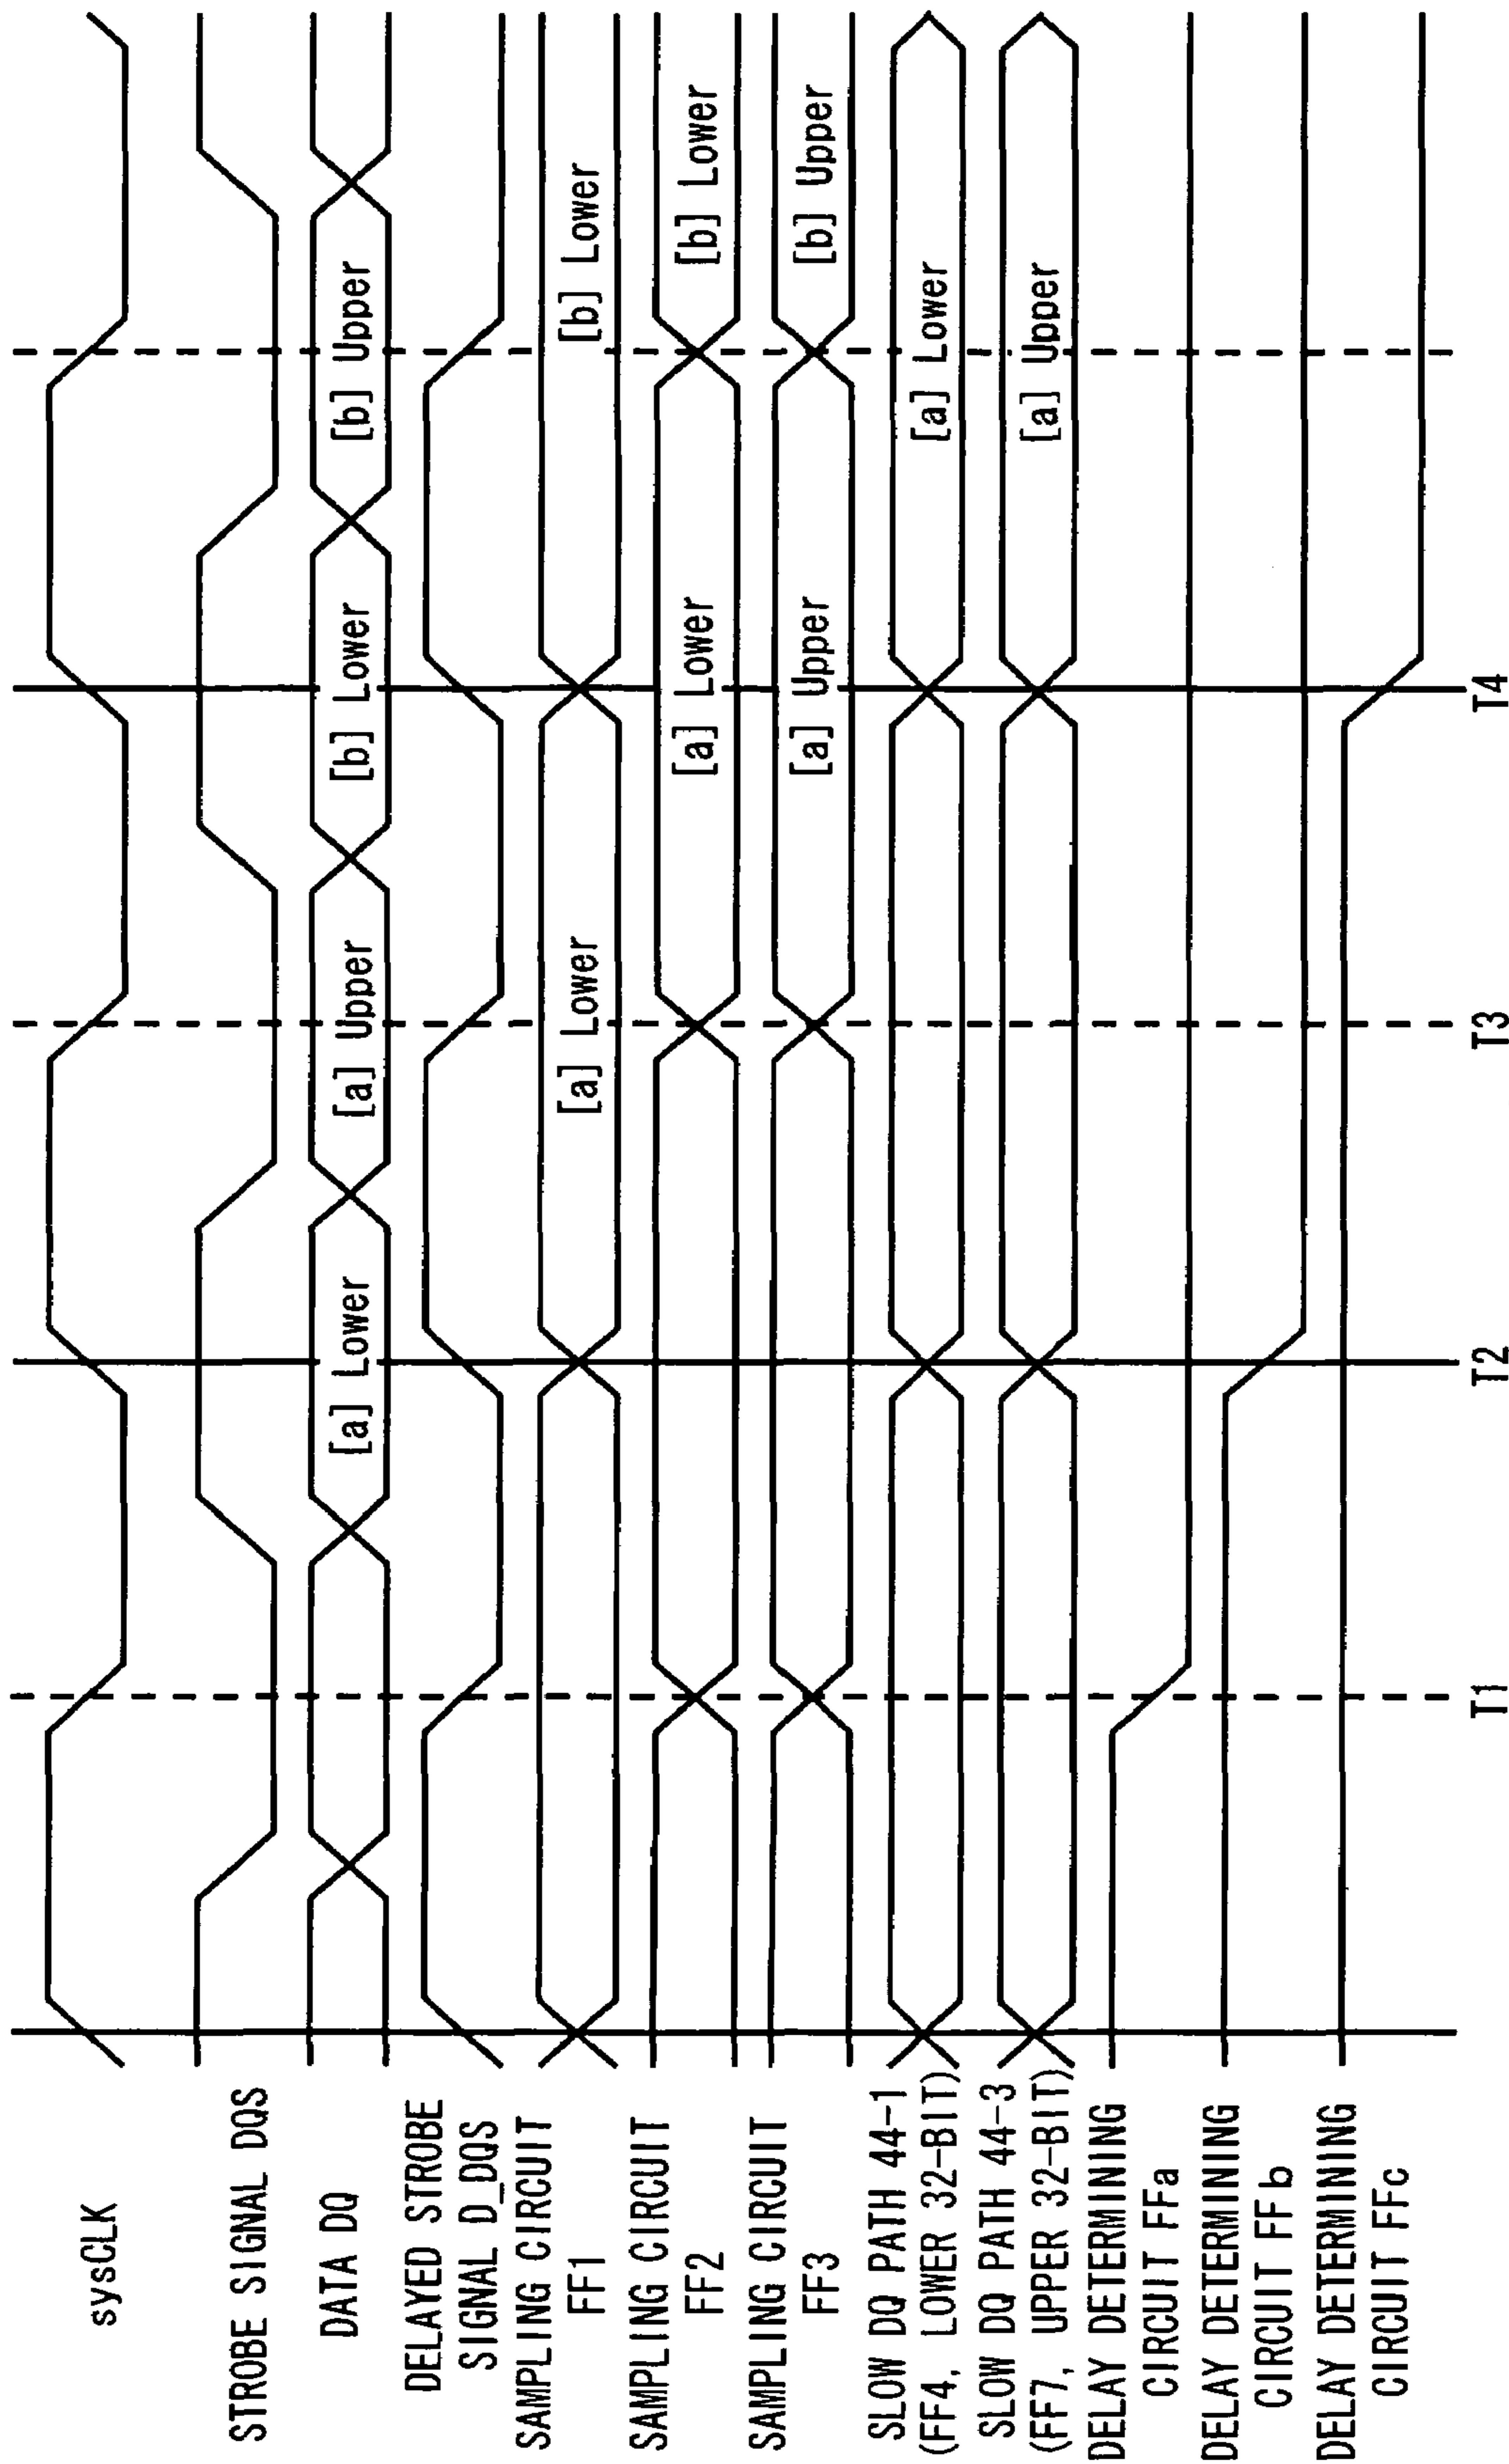 sysCLK
STROBE SIGNAL DQS
DATA DQ
[a] Lower
[a] Upper
[b] Lower
[b] Upper
DELAYED STROBE
SIGNAL D_DQS
SAMPLING CIRCUIT
FF1
[a] Lower
[b] Lower
SAMPLING CIRCUIT
FF2
[a] Lower
[b] Lower
SAMPLING CIRCUIT
FF3
[a] Upper
[b] Upper
SLOW DQ PATH 44-1
(FF4, LOWER 32-BIT)
[a] Lower
SLOW DQ PATH 44-3
(FF7, UPPER 32-BIT)
[a] Upper
DELAY DETERMINING
CIRCUIT FFa
DELAY DETERMINING
CIRCUIT FFb
DELAY DETERMINING
CIRCUIT FFc
T1
T2
T3
T4